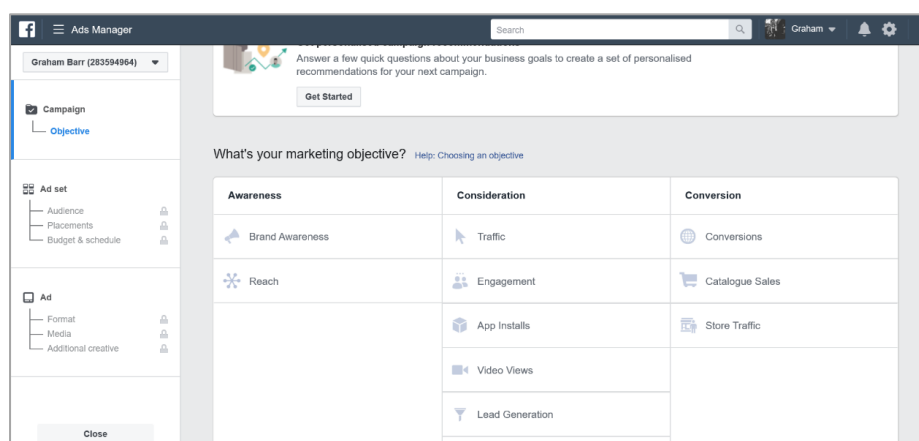 f
Ads Manager
Search
Graham
Graham Barr (283594964)
Answer a few quick questions about your business goals to create a set of personalised
recommendations for your next campaign.
Get Started
Campaign
Objective
What's your marketing objective? Help: Choosing an objective
Ad set
Audience
Placements
Budget & schedule
Ad
Format
Media
Additional creative
Close
Awareness
Consideration
Conversion
Brand Awareness
Traffic
Conversions
Reach
Engagement
Catalogue Sales
App Installs
Store Traffic
Video Views
Lead Generation